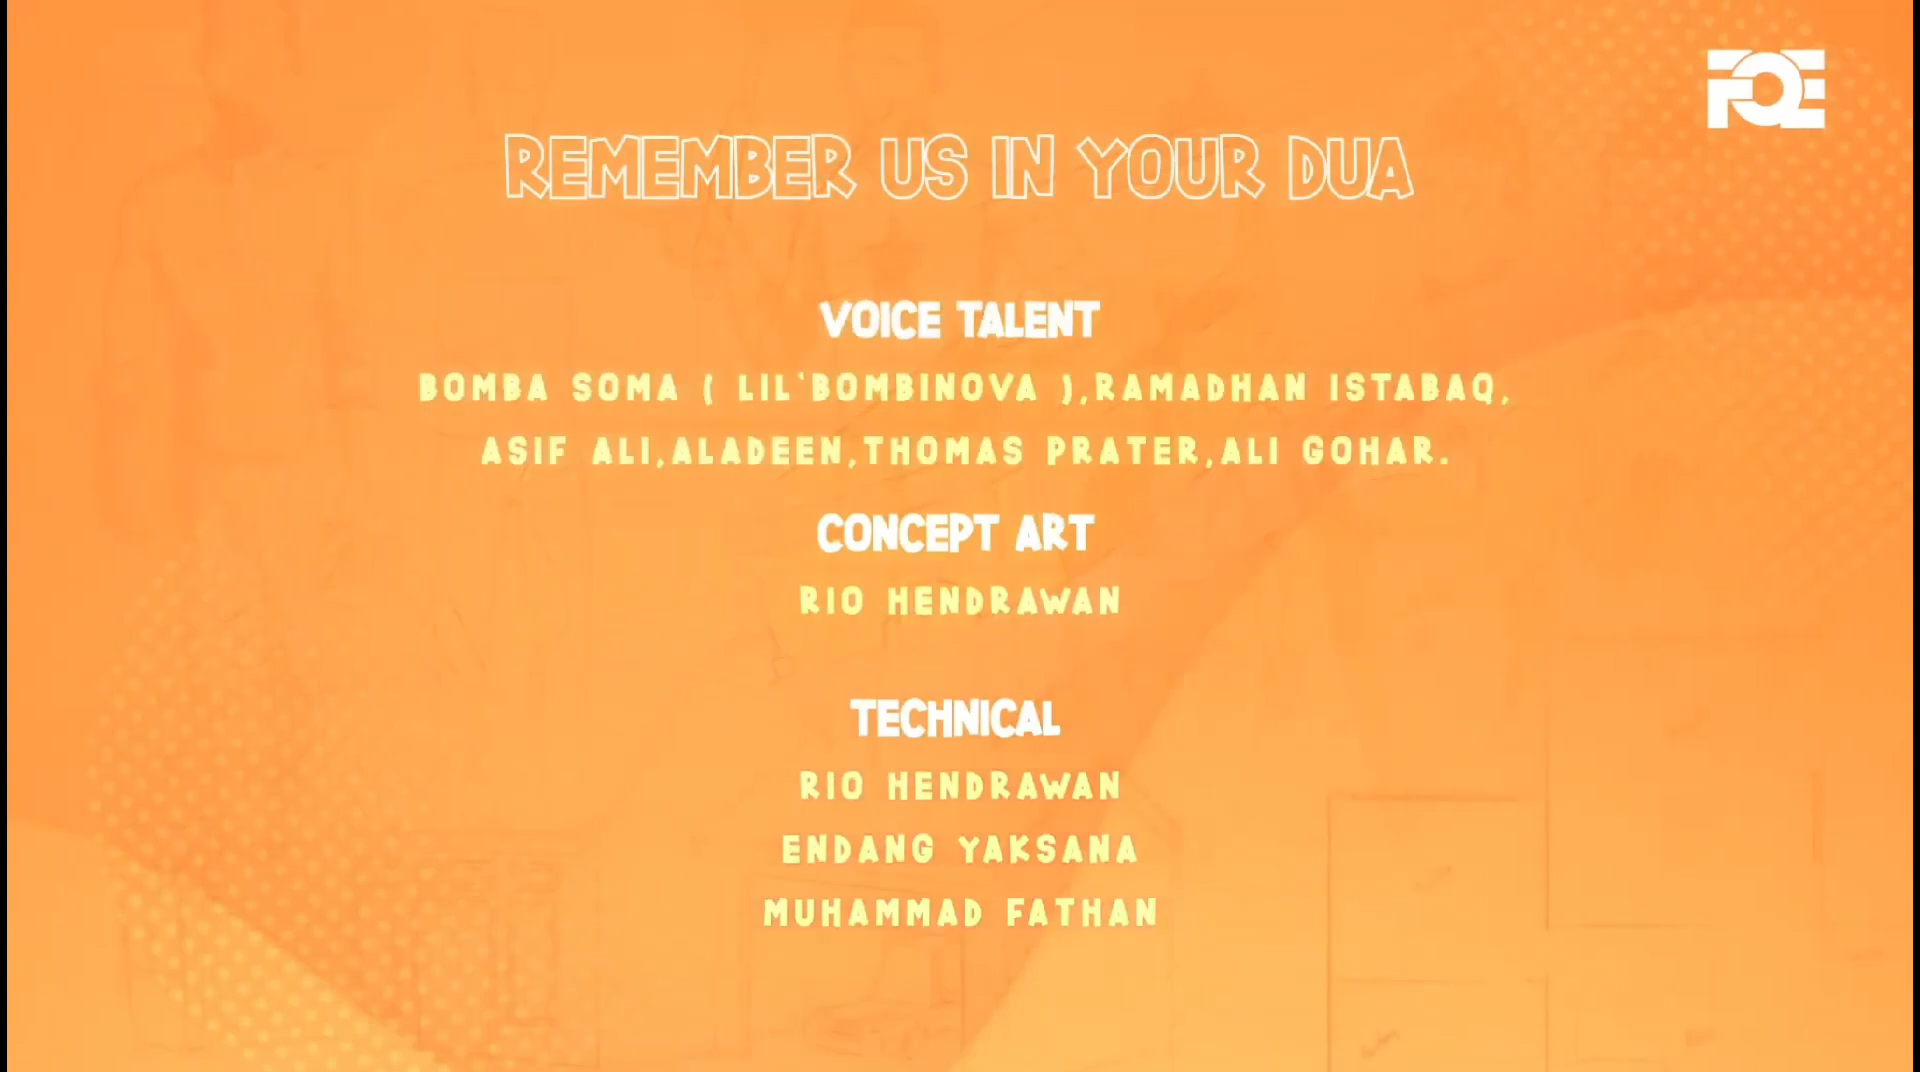 FQE
REMEMBER US IN YOUR DUA
VOICE TALENT
BOMBA SOMA ( LIL'BOMBINOVA ),RAMADHAN ISTABAQ,
ASIF ALI,ALADEEN,THOMAS PRATER,ALI GOHAR.
CONCEPT ART
RIO HENDRAWAN
TECHNICAL
RIO HENDRAWAN
ENDANG YAKSANA
MUHAMMAD FATHAN